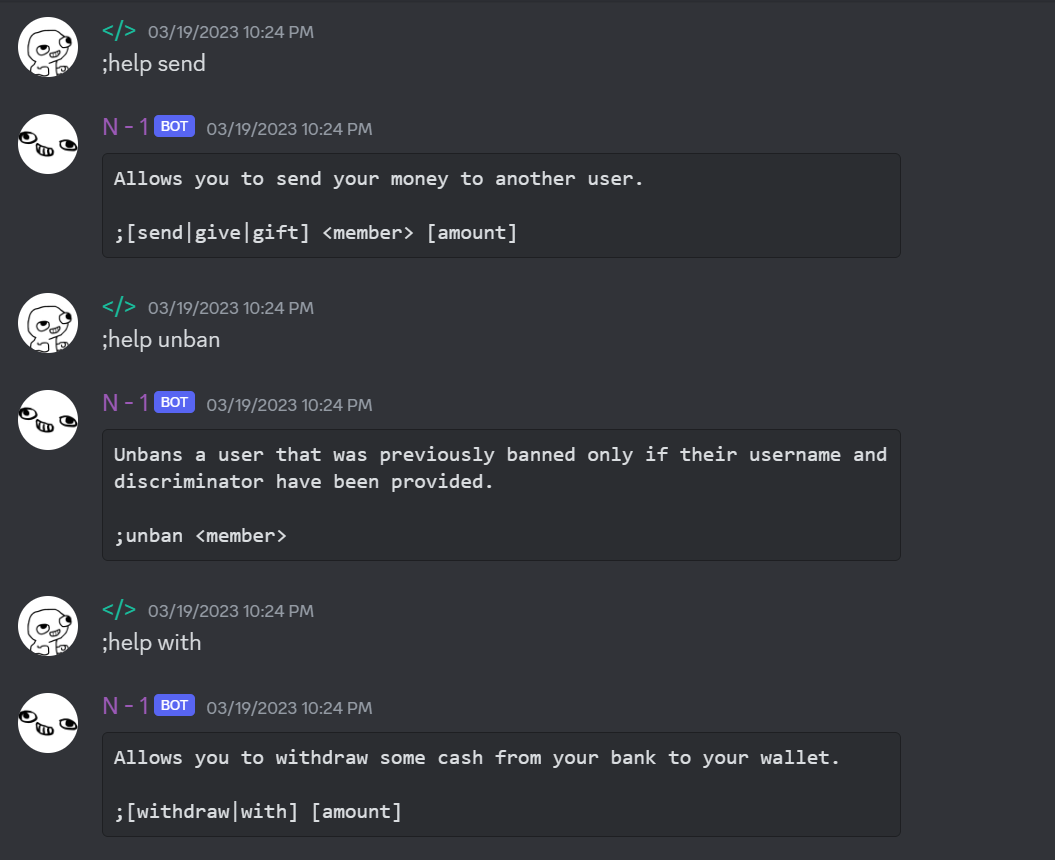 </> 03/19/2023 10:24 PM
;help send
N - 1 BOT 03/19/2023 10:24 PM
Allows you to send your money to another user.
;[send|give|gift] <member> [amount]
</> 03/19/2023 10:24 PM
;help unban
N - 1 BOT 03/19/2023 10:24 PM
Unbans a user that was previously banned only if their username and
discriminator have been provided.
;unban <member>
</> 03/19/2023 10:24 PM
;help with
N - 1 BOT 03/19/2023 10:24 PM
Allows you to withdraw some cash from your bank to your wallet.
;[withdraw|with] [amount]